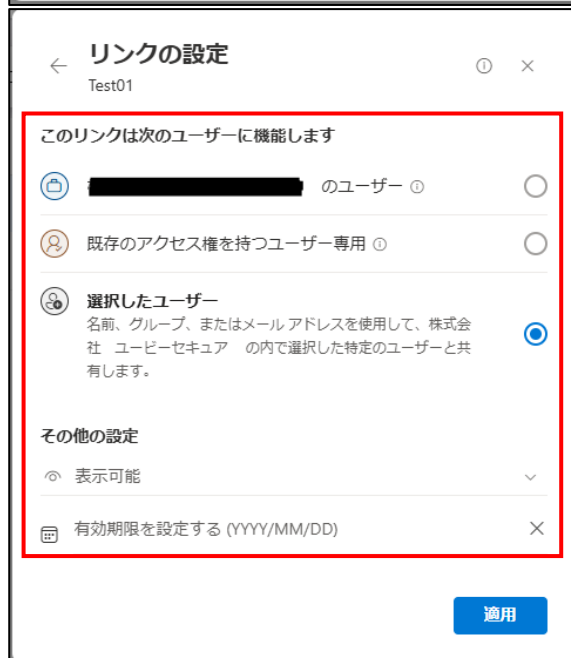 リンクの設定
Test01
このリンクは次のユーザーに機能します
のユーザー
既存のアクセス権を持つユーザー専用
選択したユーザー
名前、グループ、またはメール アドレスを使用して、株式会
社 ユービーセキュア の内で選択した特定のユーザーと共
有します。
その他の設定
表示可能
有効期限を設定する (YYYY/MM/DD)
適用